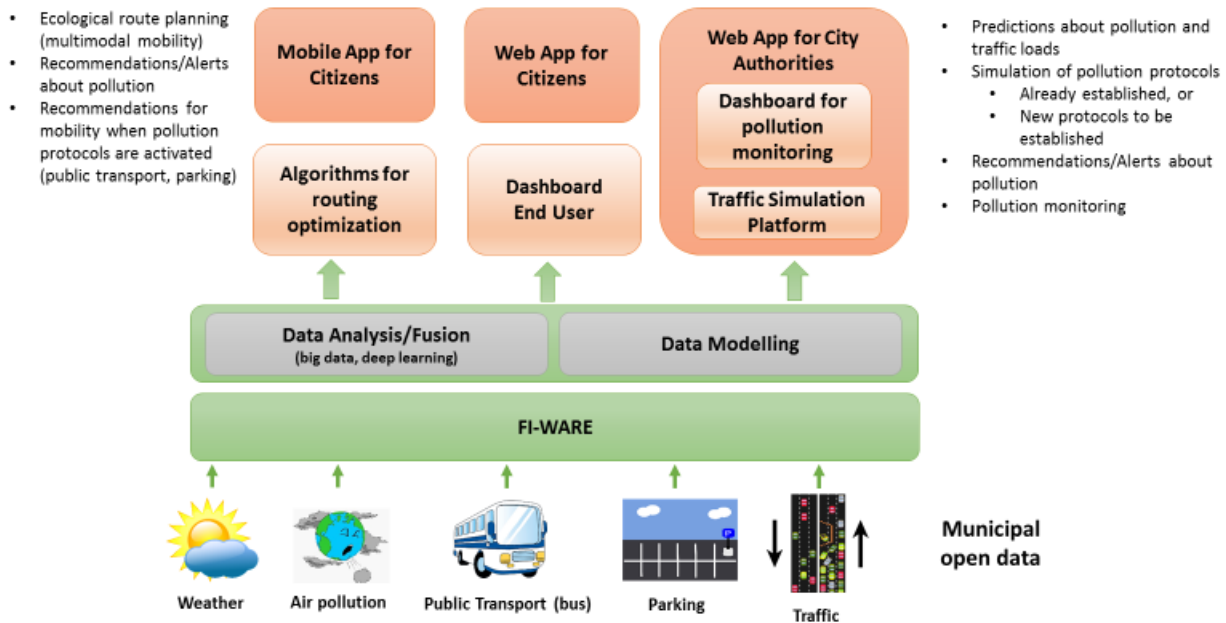 • Ecological route planning
(multimodal mobility)
• Recommendations/Alerts
about pollution
• Recommendations for
mobility when pollution
protocols are activated
(public transport, parking)
Mobile App for
Citizens
Web App for
Citizens
Web App for City
Authorities
Dashboard for
pollution
monitoring
Traffic Simulation
Platform
Algorithms for
routing
optimization
Dashboard
End User
• Predictions about pollution and
traffic loads
• Simulation of pollution protocols
• Already established, or
• New protocols to be
established
• Recommendations/Alerts about
pollution
• Pollution monitoring
Data Analysis/Fusion
(big data, deep learning)
Data Modelling
FI-WARE
Weather
Air pollution
Public Transport (bus)
P
Parking
Traffic
Municipal
open data